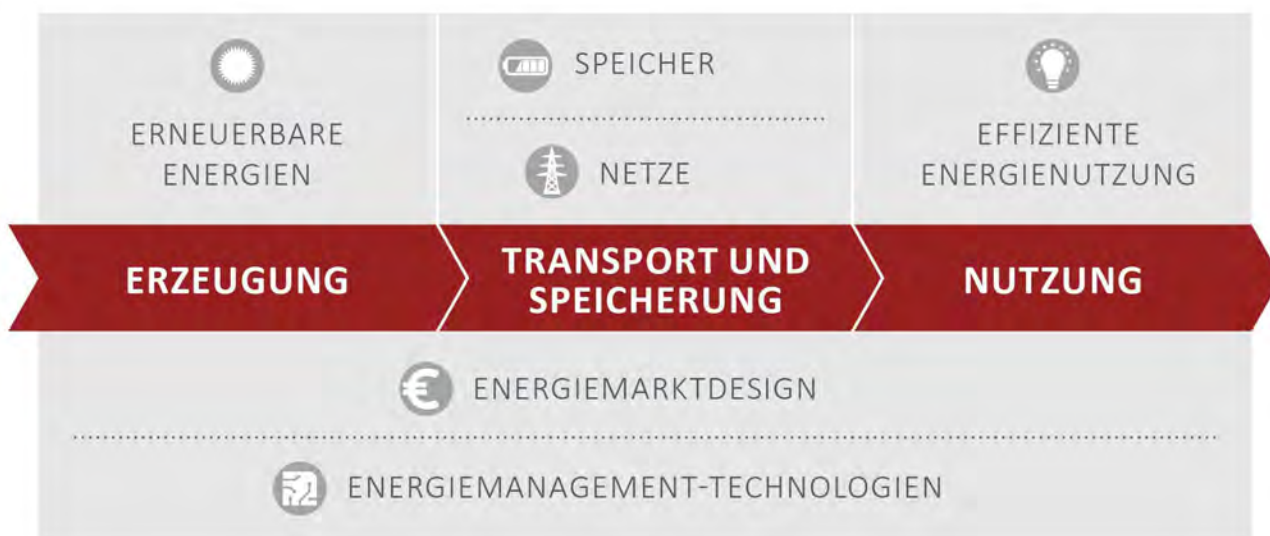 ERNEUERBARE
ENERGIEN
SPEICHER
NETZE
EFFIZIENTE
ENERGIENUTZUNG
ERZEUGUNG
TRANSPORT UND
SPEICHERUNG
NUTZUNG
€ ENERGIEMARKTDESIGN
ENERGIEMANAGEMENT-TECHNOLOGIEN